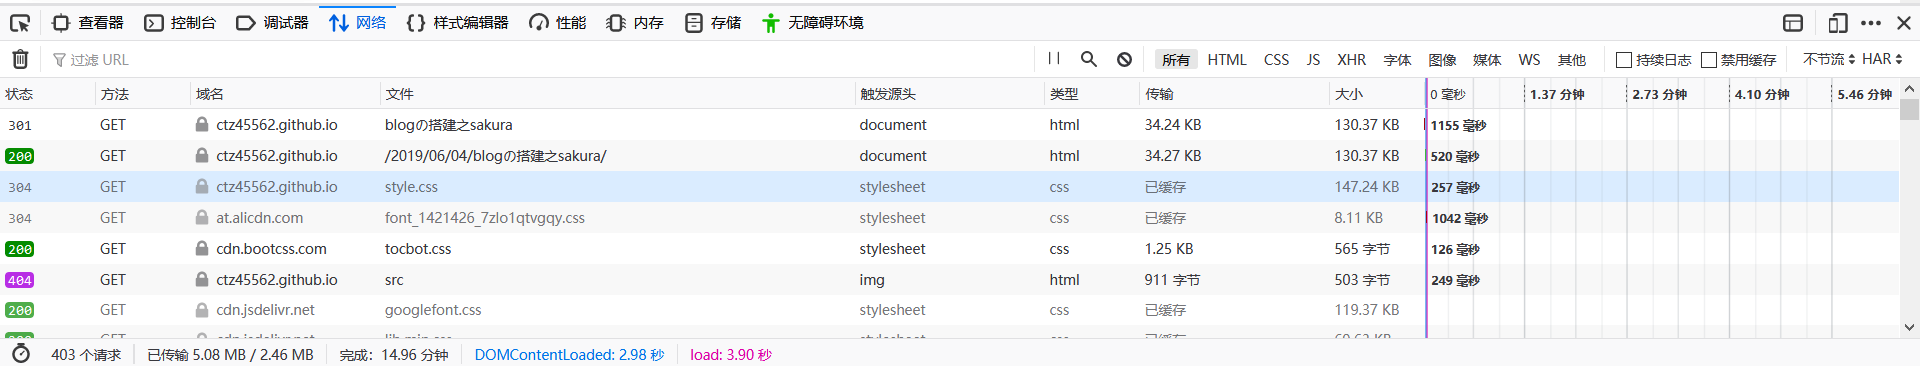 查看器 控制台 调试器 网络 {} 样式编辑器 性能 内存 存储 无障碍环境
过滤 URL 所有 HTML CSS JS XHR 字体 图像 媒体 WS 其他 持续日志 禁用缓存 不节流 HAR
状态 方法 域名 文件 触发源头 类型 传输 大小 0 毫秒 1.37 分钟 2.73 分钟 4.10 分钟 5.46 分钟
301 GET ctz45562.github.io blogの搭建之sakura document html 34.24 KB 130.37 KB 1155 毫秒
200 GET ctz45562.github.io /2019/06/04/blogの搭建之sakura/ document html 34.27 KB 130.37 KB 520 毫秒
304 GET ctz45562.github.io style.css stylesheet css 已缓存 147.24 KB 257 毫秒
304 GET at.alicdn.com font_1421426_7zlo1qtvgqy.css stylesheet css 已缓存 8.11 KB 1042 毫秒
200 GET cdn.bootcss.com tocbot.css stylesheet css 1.25 KB 565 字节 126 毫秒
404 GET ctz45562.github.io src img html 911 字节 503 字节 249 毫秒
200 GET cdn.jsdelivr.net googlefont.css stylesheet css 已缓存 119.37 KB
GET cdn.jsdelivr.net stylesheet css 已缓存
403 个请求 已传输 5.08 MB / 2.46 MB 完成：14.96 分钟 DOMContentLoaded: 2.98 秒 load: 3.90 秒